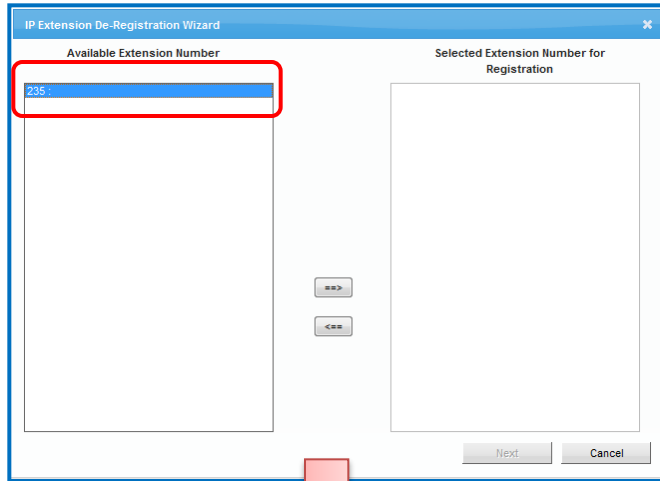 IP Extension De-Registration Wizard
Available Extension Number
Selected Extension Number for
Registration
235 :
==>
<==
Next
Cancel